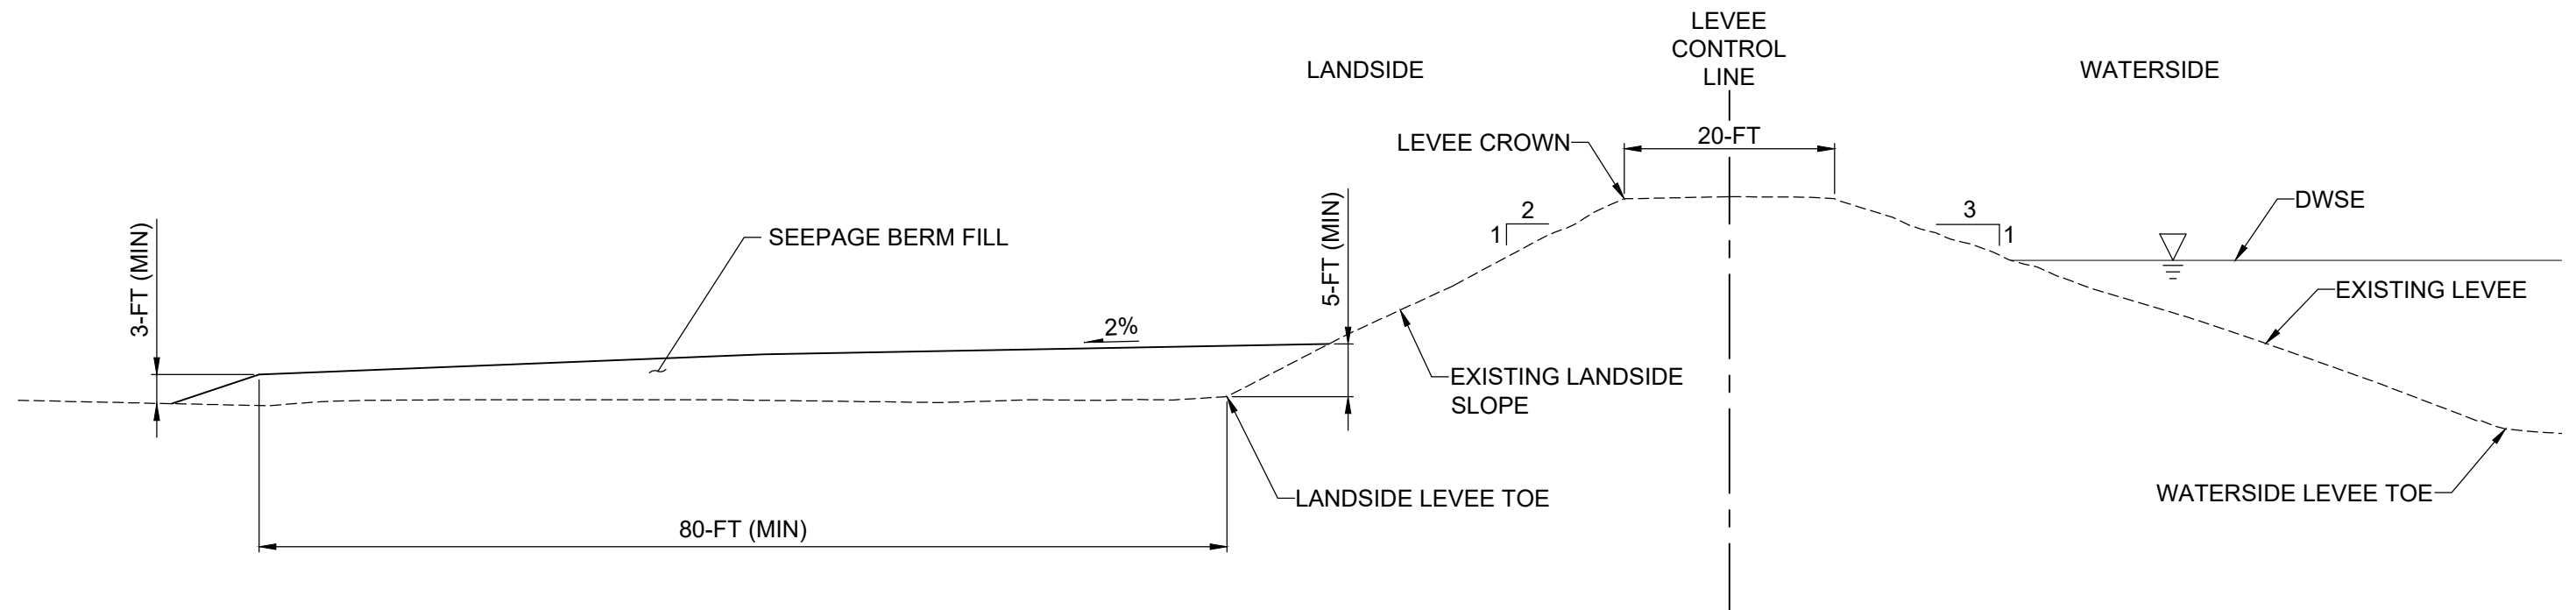 LEVEE
CONTROL
LINE
LANDSIDE
WATERSIDE
LEVEE CROWN
20-FT
DWSE
2
1
3
1
3-FT (MIN)
SEEPAGE BERM FILL
5-FT (MIN)
EXISTING LEVEE
2%
EXISTING LANDSIDE
SLOPE
LANDSIDE LEVEE TOE
WATERSIDE LEVEE TOE
80-FT (MIN)